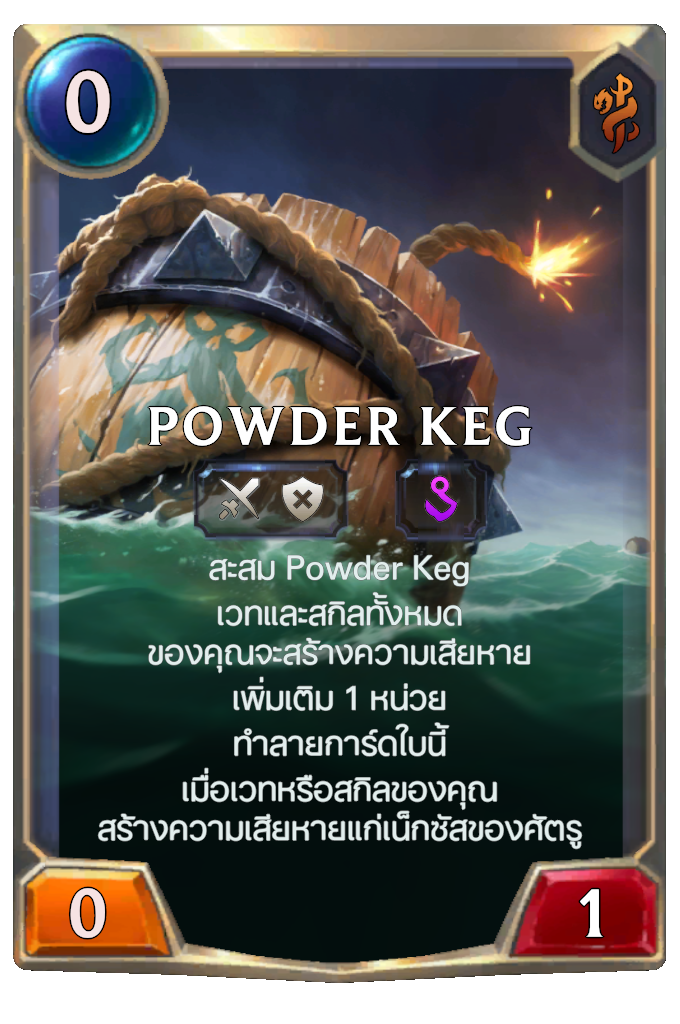 0
POWDER KEG
สะสม Powder Keg
เวทและสกิลทั้งหมด
ของคุณจะสร้างความเสียหาย
เพิ่มเติม 1 หน่วย
ทำลายการ์ดใบนี้
เมื่อเวทหรือสกิลของคุณ
สร้างความเสียหายแก่เน็กซัสของศัตรู
0
1